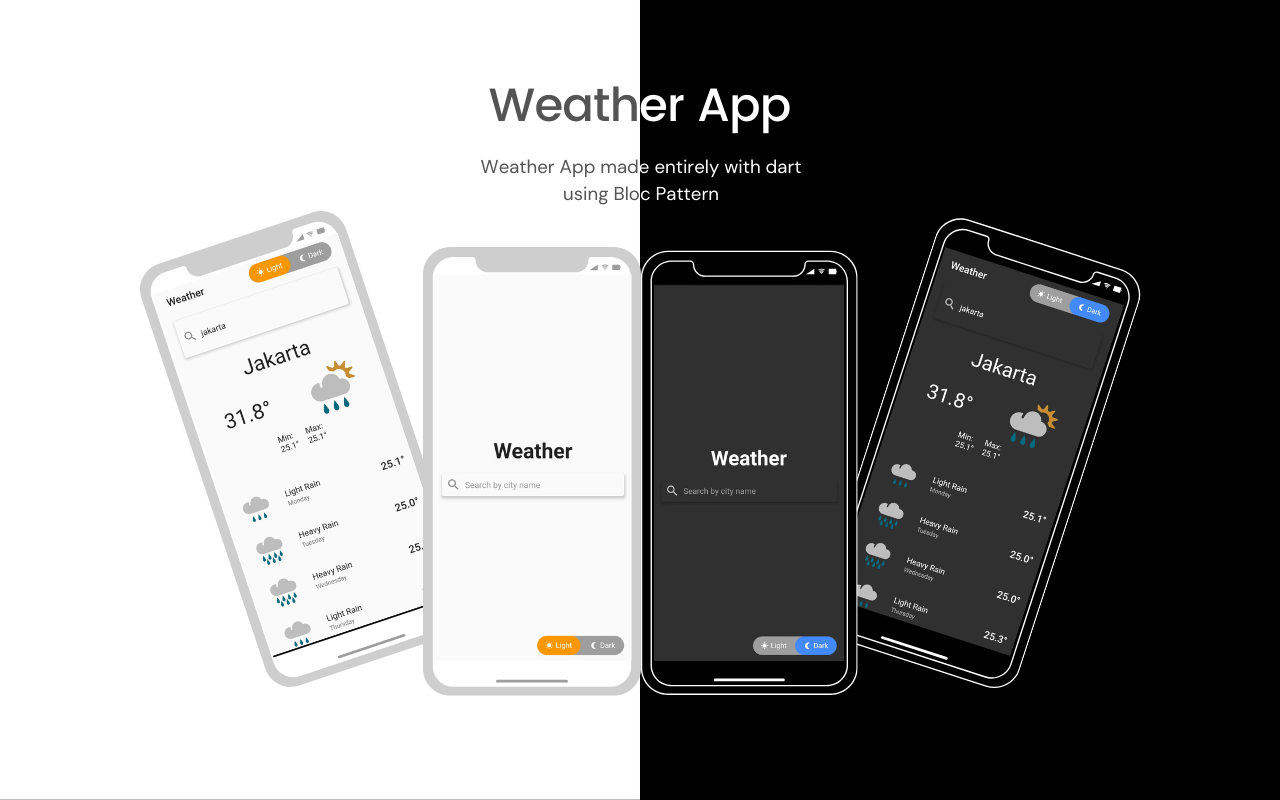 Weather App
Weather App made entirely with dart
using Bloc Pattern
Light Dark
Weather
jakarta
Jakarta
31.8°
Min: Max:
25.1° 25.1°
Light Rain
Monday
25.1°
Heavy Rain
Tuesday
25.0°
Heavy Rain
Wednesday
25.
Light Rain
Thursday
Weather
Search by city name
Light Dark
Weather
Search by city name
Light Dark
Weather
Light Dark
jakarta
Jakarta
31.8°
Min: Max:
25.1° 25.1°
Light Rain
Monday
25.1°
Heavy Rain
Tuesday
25.0°
Heavy Rain
Wednesday
25.0°
Light Rain
Thursday
25.3°